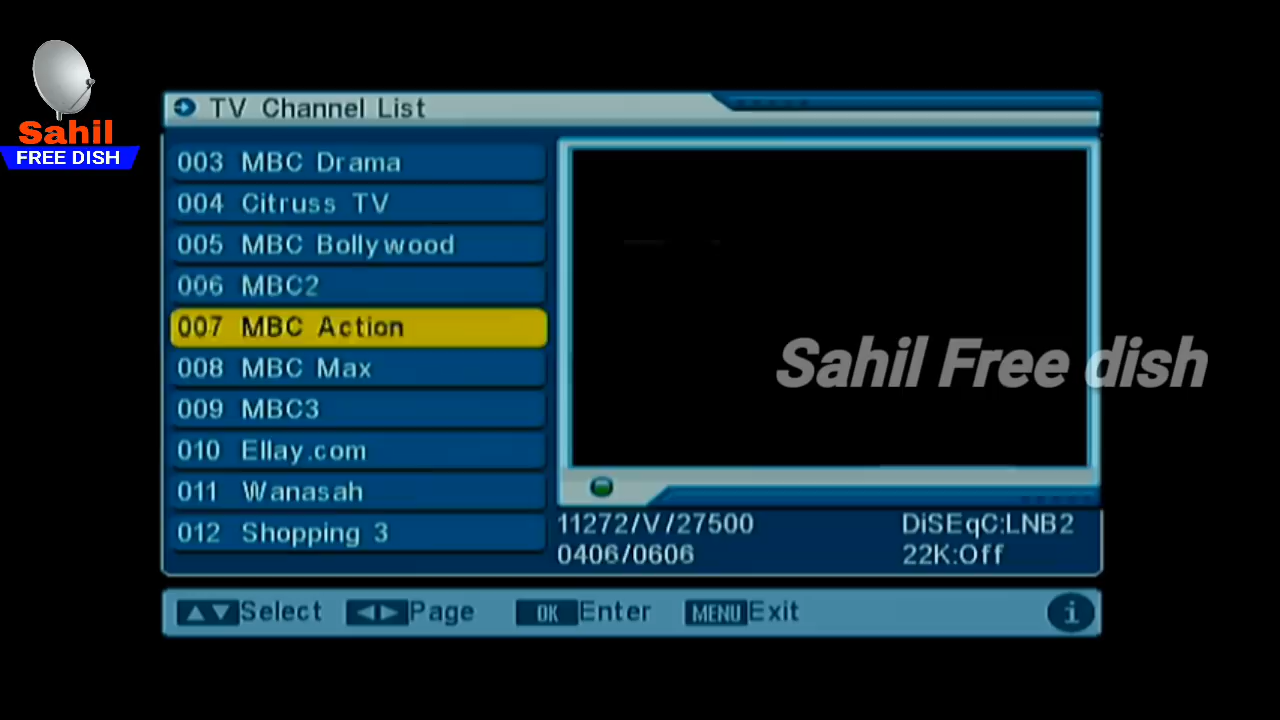 Sahil
FREE DISH
TV Channel List
003 MBC Drama
004 Citruss TV
005 MBC Bollywood
006 MBC2
007 MBC Action
008 MBC Max
009 MBC3
010 Ellay.com
011 Wanasah
012 Shopping 3
Sahil Free dish
11272/V/27500 DiSEqC:LNB2
0406/0606 22K:Off
Select Page OK Enter MENU Exit i